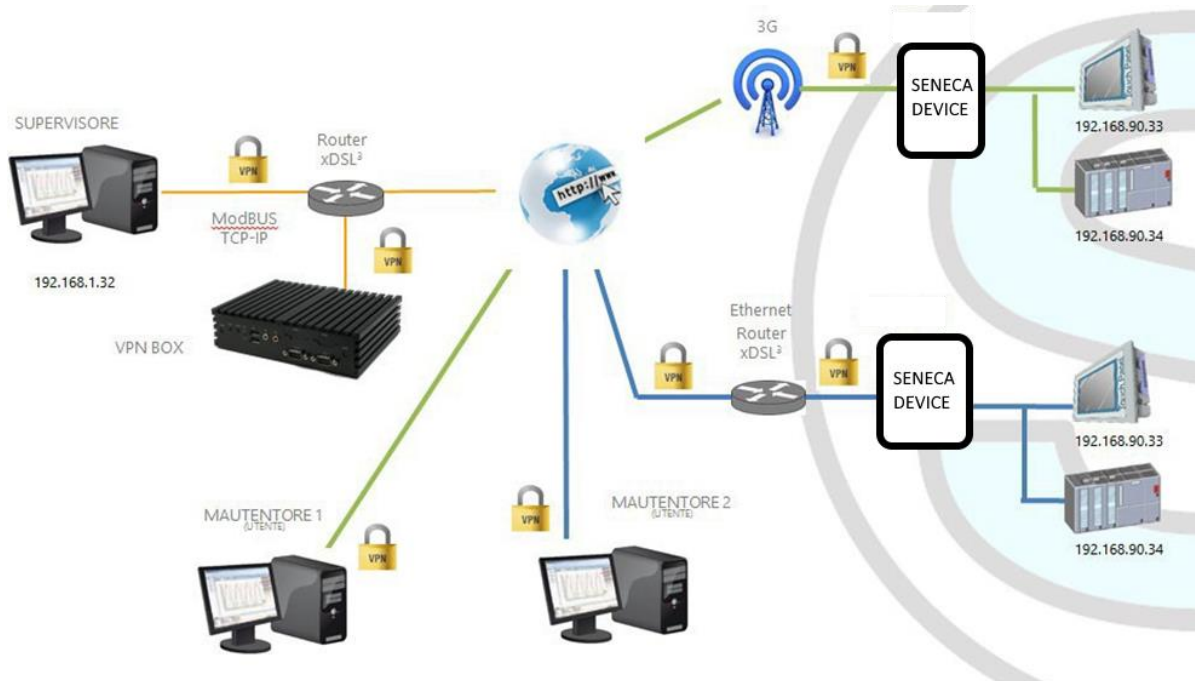 3G
VPN
SENECA
DEVICE
192.168.90.33
192.168.90.34
SUPERVISORE
VPN
Router
xDSL³
ModBUS
TCP-IP
192.168.1.32
VPN
VPN BOX
http://www
Ethernet
Router
xDSL³
VPN
VPN
SENECA
DEVICE
192.168.90.33
192.168.90.34
MAUTENTORE 1
(UTENTE)
VPN
VPN
MAUTENTORE 2
(UTENTE)